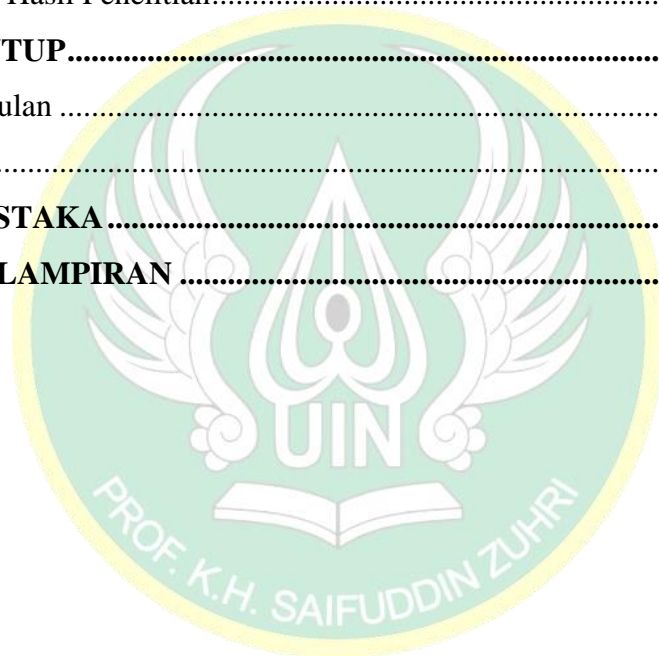 Hasil Penelitian............................................................
TUP............................................................
ulan ............................................................
............................................................
STAKA............................................................
LAMPIRAN ............................................................
UIN
PROF. K.H. SAIFUDDIN ZUHRI